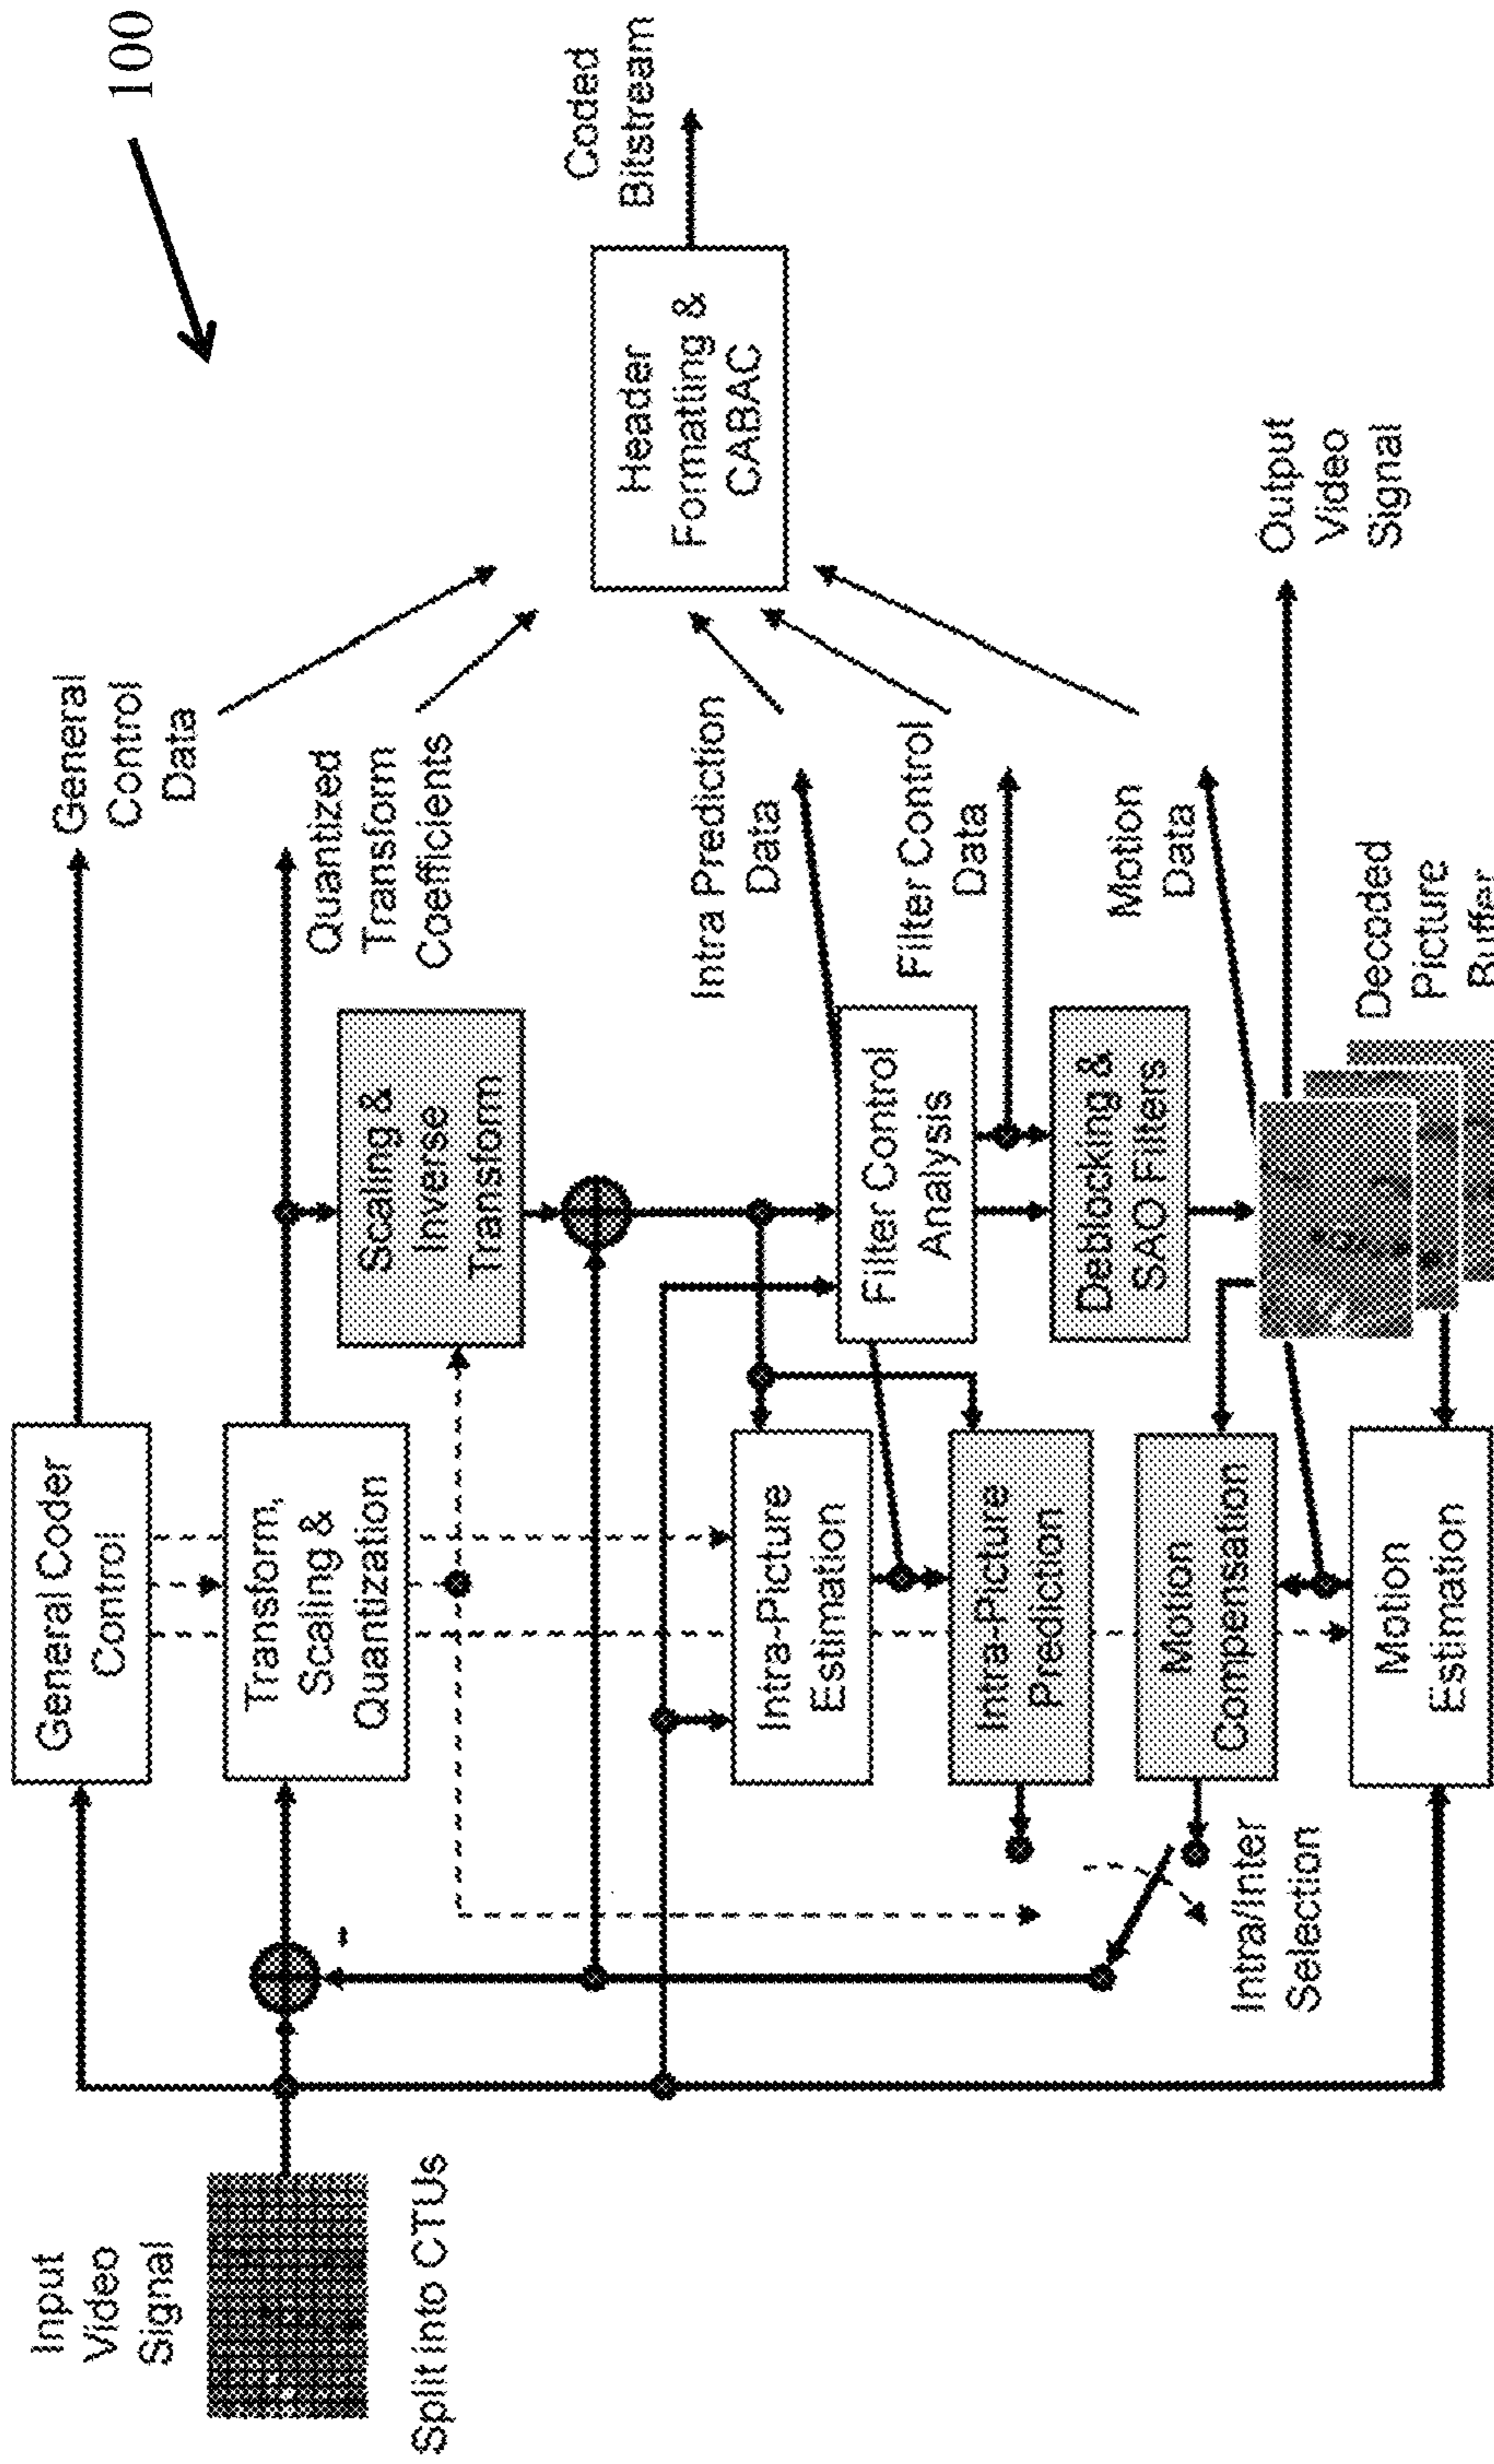 100
Input
Video
Signal
Split into CTUs
General Coder
Control
Transform,
Scaling &
Quantization
General
Control
Data
Quantized
Transform
Coefficients
Scaling &
Inverse
Transform
Coded
Bitstream
Header
Formatting &
CABAC
Intra-Picture
Estimation
Intra Prediction
Data
Filter Control
Analysis
Filter Control
Data
Intra-Picture
Prediction
Deblocking &
SAO Filters
Motion
Compensation
Motion
Data
Intra/Inter
Selection
-
Output
Video
Signal
Motion
Estimation
Decoded
Picture
Buffer